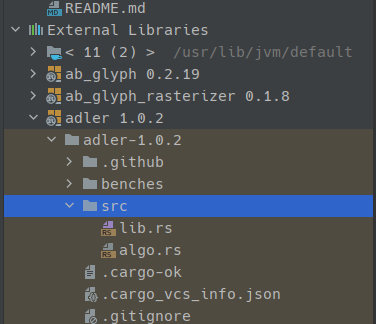 README.md
External Libraries
< 11 (2) > /usr/lib/jvm/default
ab_glyph 0.2.19
ab_glyph_rasterizer 0.1.8
adler 1.0.2
adler-1.0.2
.github
benches
src
lib.rs
algo.rs
.cargo-ok
.cargo_vcs_info.json
.gitignore